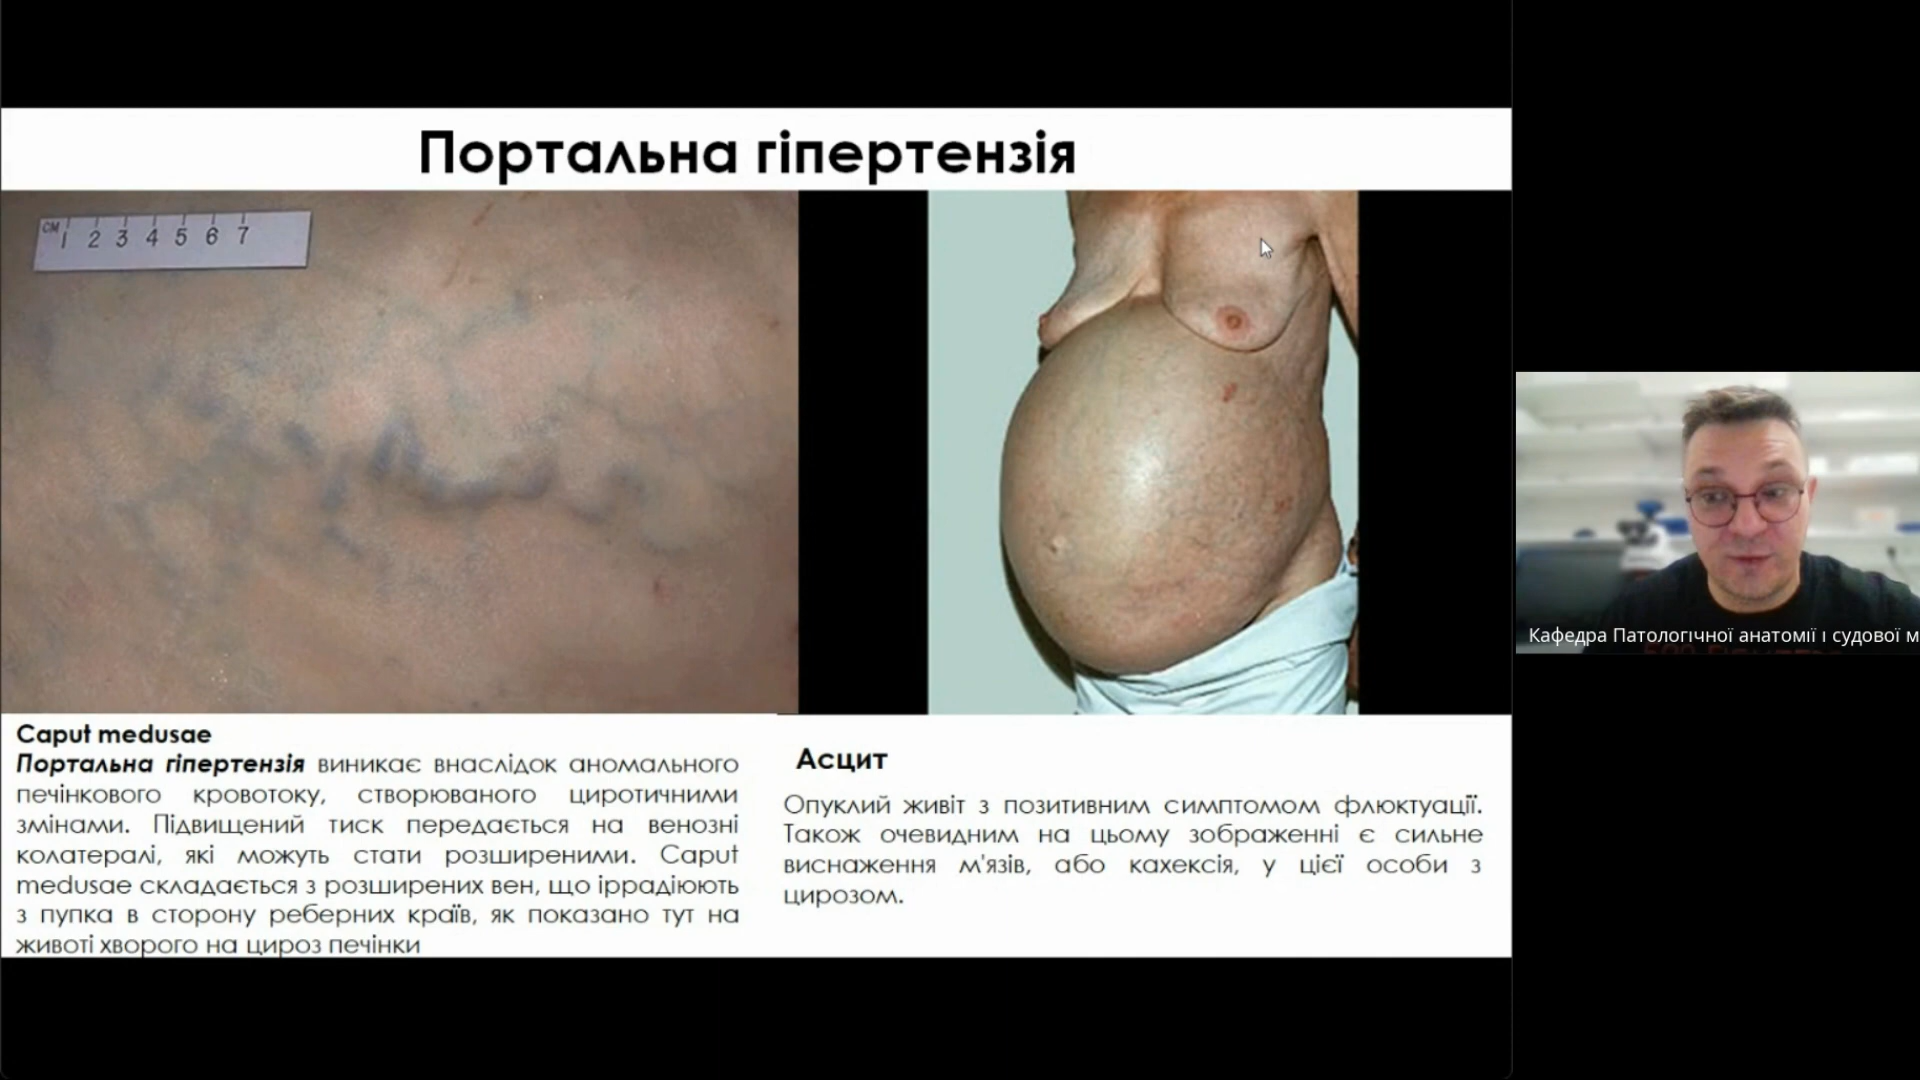 Портальна гіпертензія
CM 1 2 3 4 5 6 7
Caput medusae
Портальна гіпертензія виникає внаслідок аномального
печінкового кровотоку, створюваного циротичними
змінами. Підвищений тиск передається на венозні
колатералі, які можуть стати розширеними. Caput
medusae складається з розширених вен, що іррадіюють
з пупка в сторону реберних країв, як показано тут на
животі хворого на цироз печінки
Асцит
Опуклий живіт з позитивним симптомом флюктуації.
Також очевидним на цьому зображенні є сильне
виснаження м'язів, або кахексія, у цієї особи з
цирозом.
Кафедра Патологічної анатомії і судової м